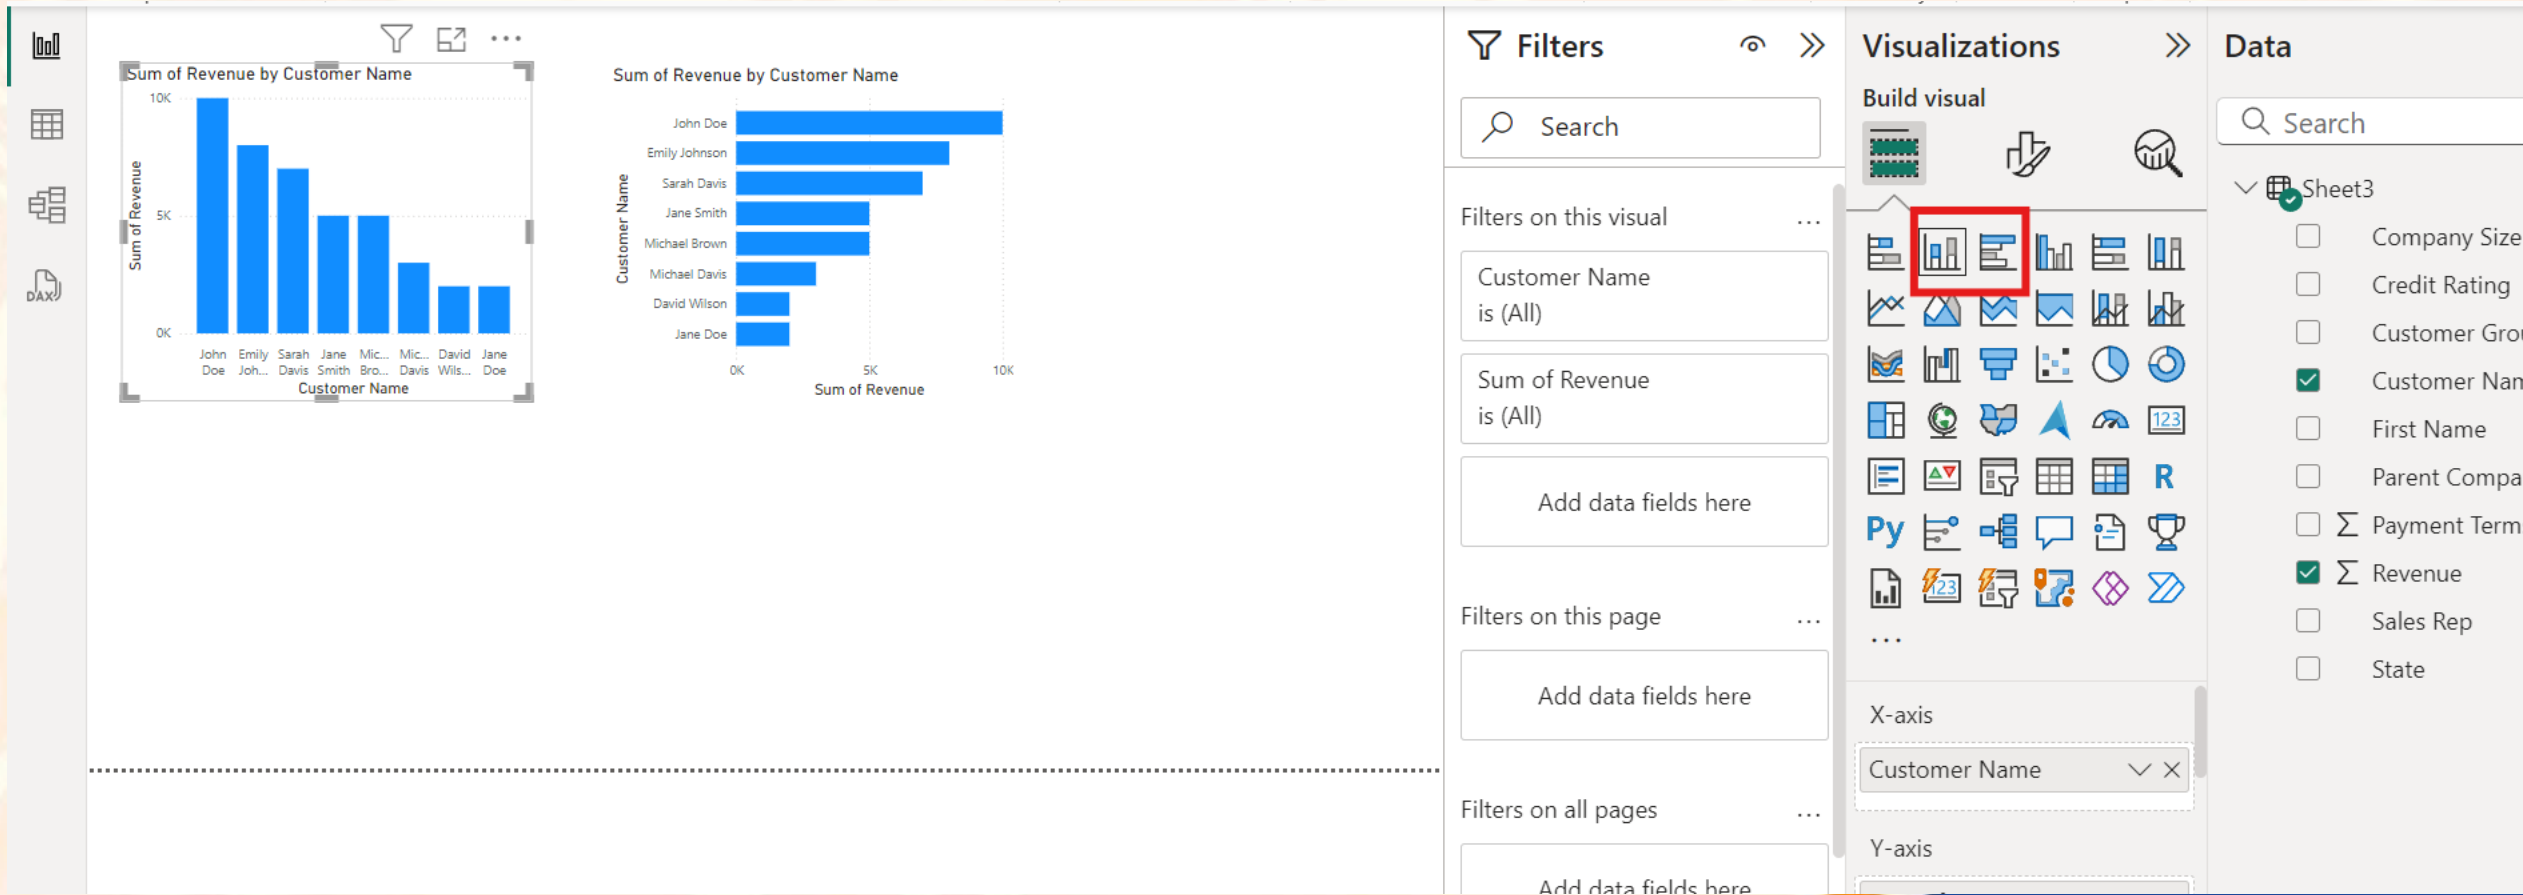 Sum of Revenue by Customer Name
10K
5K
0K
Sum of Revenue
John Doe
Emily Joh...
Sarah Davis
Jane Smith
Mic... Bro...
Mic... Davis
David Wils...
Jane Doe
Customer Name
Sum of Revenue by Customer Name
Customer Name
John Doe
Emily Johnson
Sarah Davis
Jane Smith
Michael Brown
Michael Davis
David Wilson
Jane Doe
0K 5K 10K
Sum of Revenue
DAX
Filters
Search
Filters on this visual ...
Customer Name
is (All)
Sum of Revenue
is (All)
Add data fields here
Filters on this page ...
Add data fields here
Filters on all pages ...
Add data fields here
Visualizations
Build visual
123
R
Py
123
...
X-axis
Customer Name
Y-axis
Data
Search
Sheet3
Company Size
Credit Rating
Customer Grou
Customer Nam
First Name
Parent Compa
Σ Payment Term
Σ Revenue
Sales Rep
State